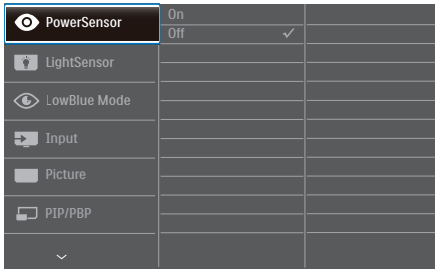 PowerSensor
On
Off
LightSensor
LowBlue Mode
Input
Picture
PIP/PBP